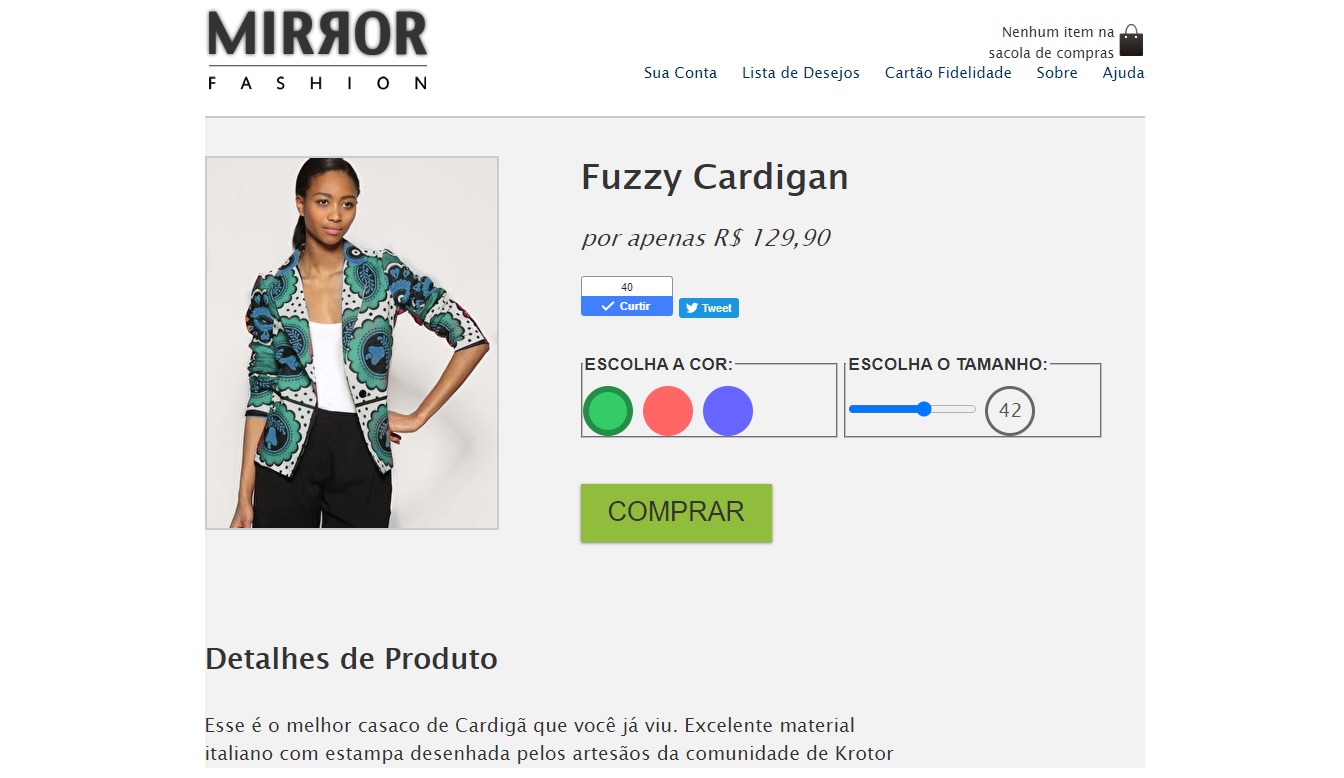 MIRROR
FASHION
Nenhum item na
sacola de compras
Sua Conta Lista de Desejos Cartão Fidelidade Sobre Ajuda
Fuzzy Cardigan
por apenas R$ 129,90
40
Curtir
Tweet
ESCOLHA A COR:
ESCOLHA O TAMANHO:
42
COMPRAR
Detalhes de Produto
Esse é o melhor casaco de Cardigã que você já viu. Excelente material
italiano com estampa desenhada pelos artesãos da comunidade de Krotor